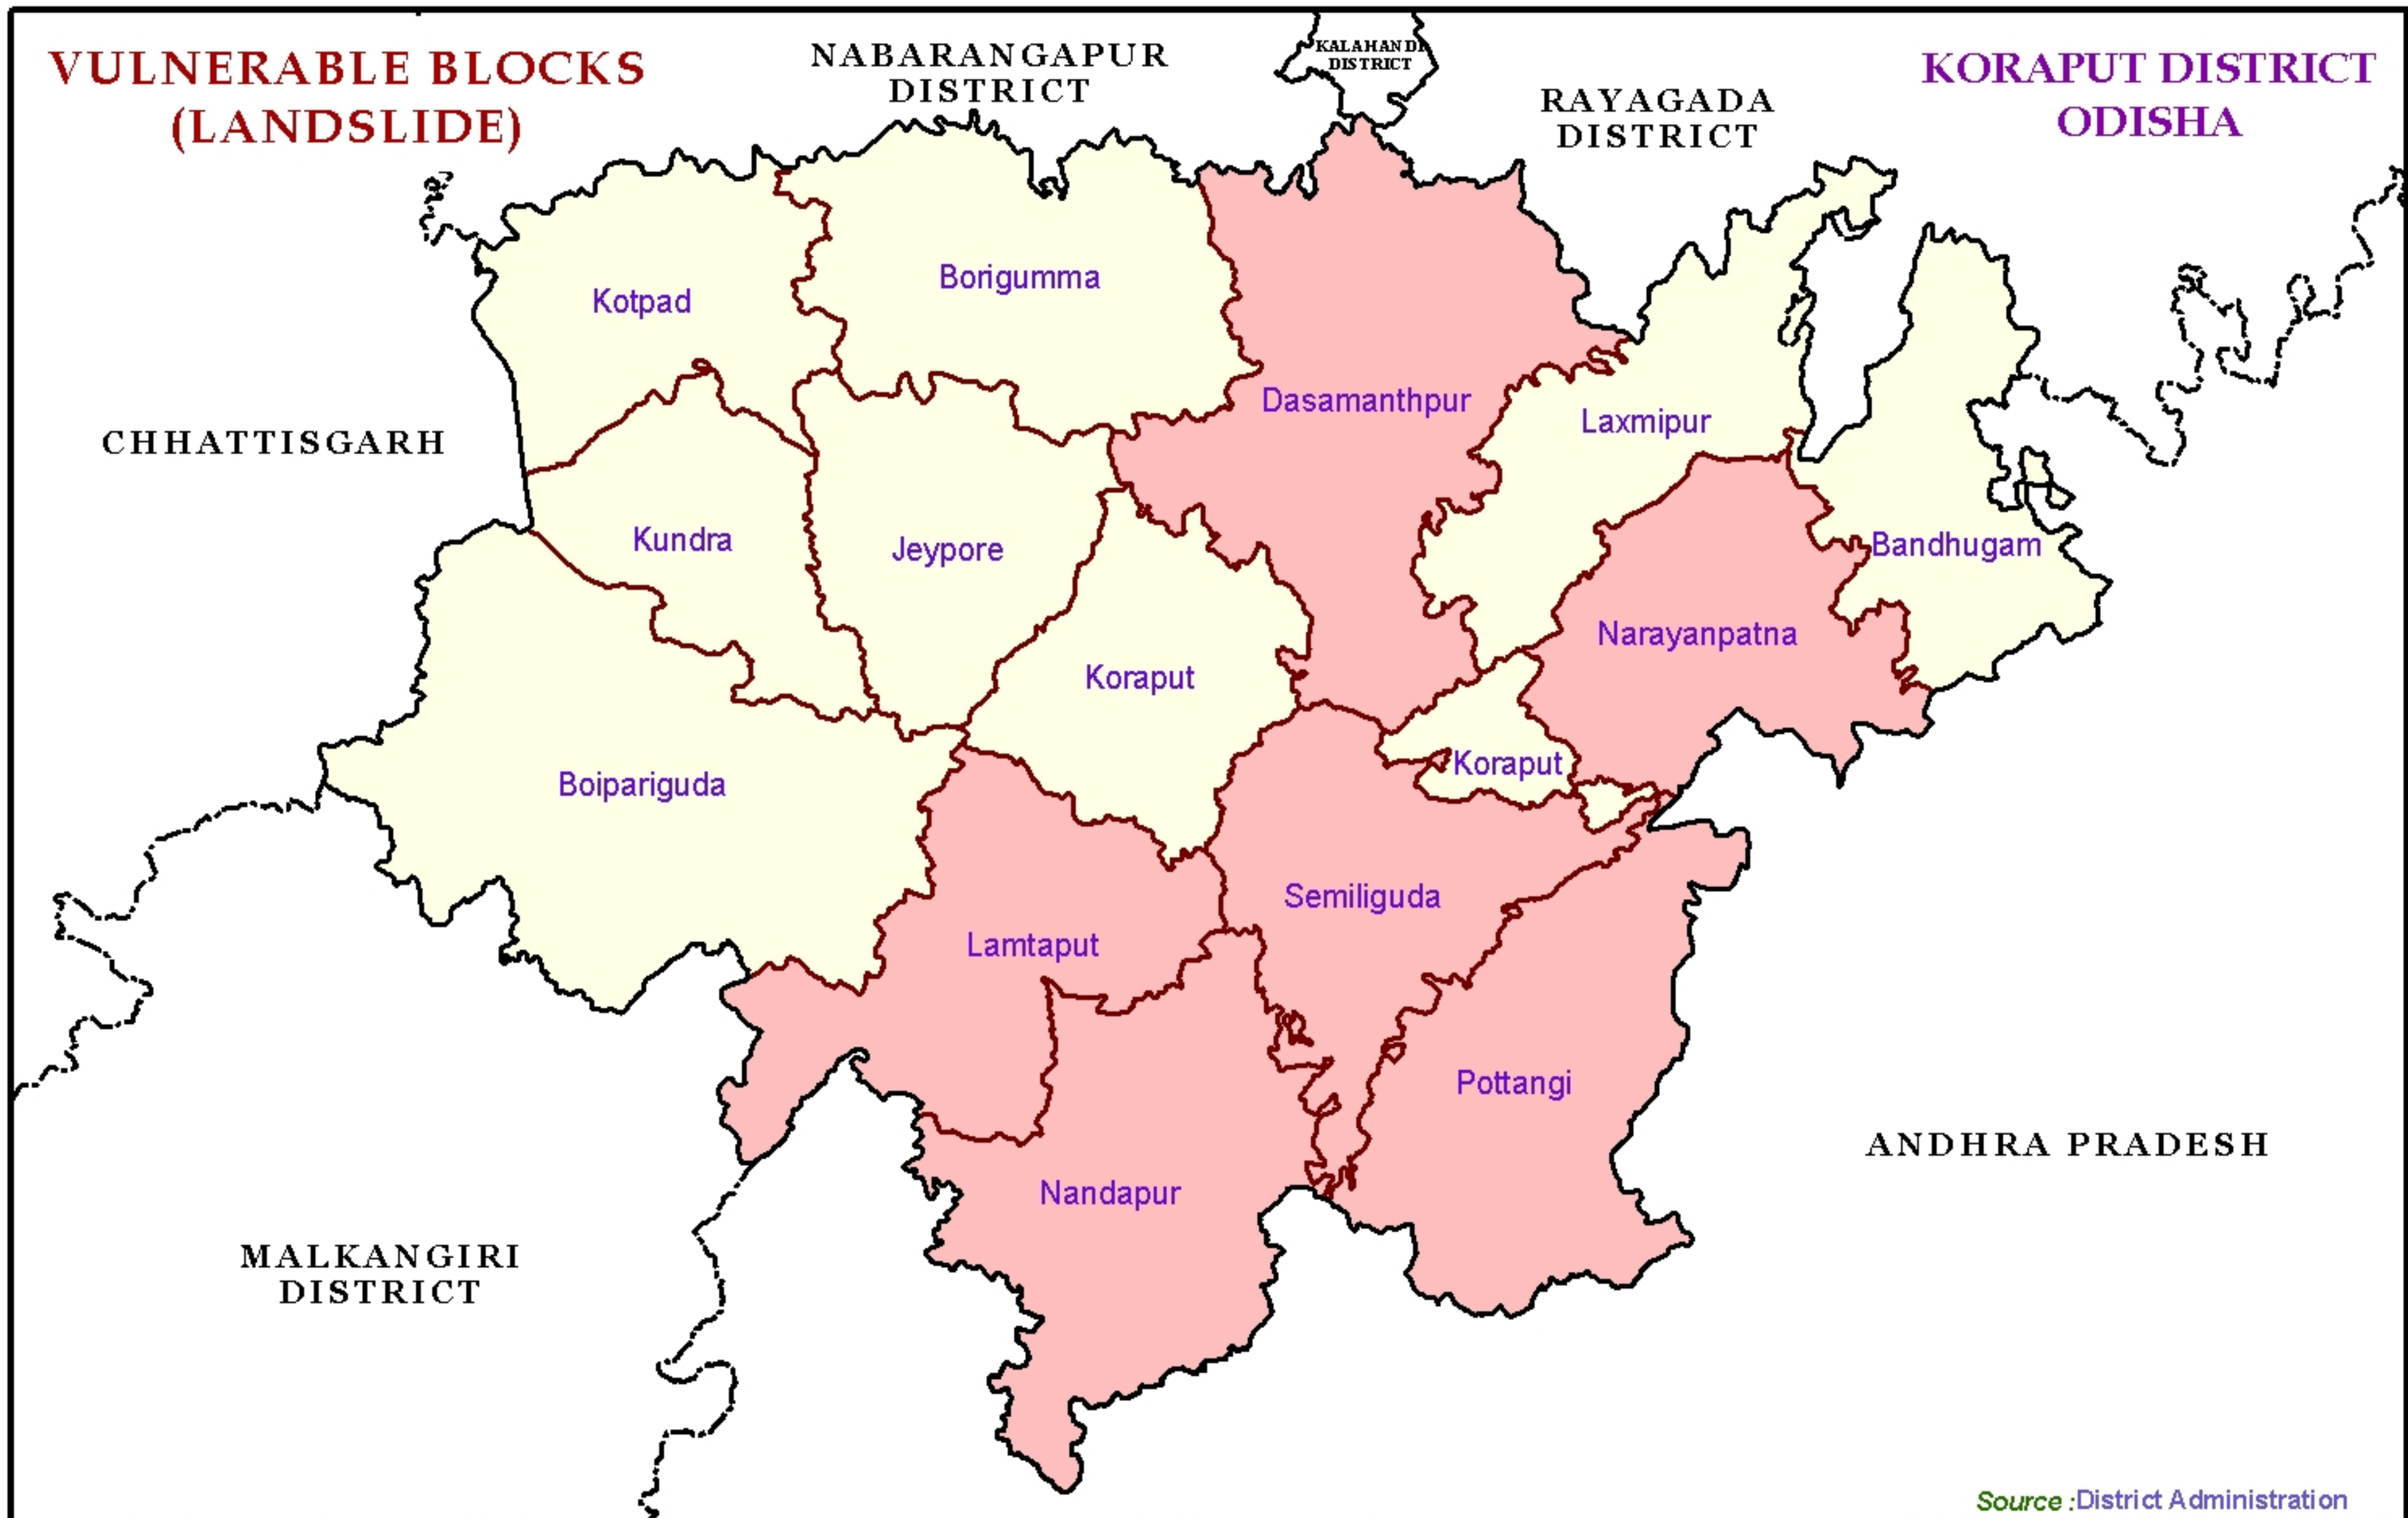 VULNERABLE BLOCKS
(LANDSLIDE)
NABARANGAPUR
DISTRICT
KALAHANDI
DISTRICT
RAYAGADA
DISTRICT
KORAPUT DISTRICT
ODISHA
Kotpad
Borigumma
Dasamanthpur
Laxmipur
CHHATTISGARH
Kundra
Jeypore
Bandhugam
Narayanpatna
Koraput
Koraput
Boipariguda
Semiliguda
Lamtaput
Pottangi
ANDHRA PRADESH
Nandapur
MALKANGIRI
DISTRICT
Source :District Administration